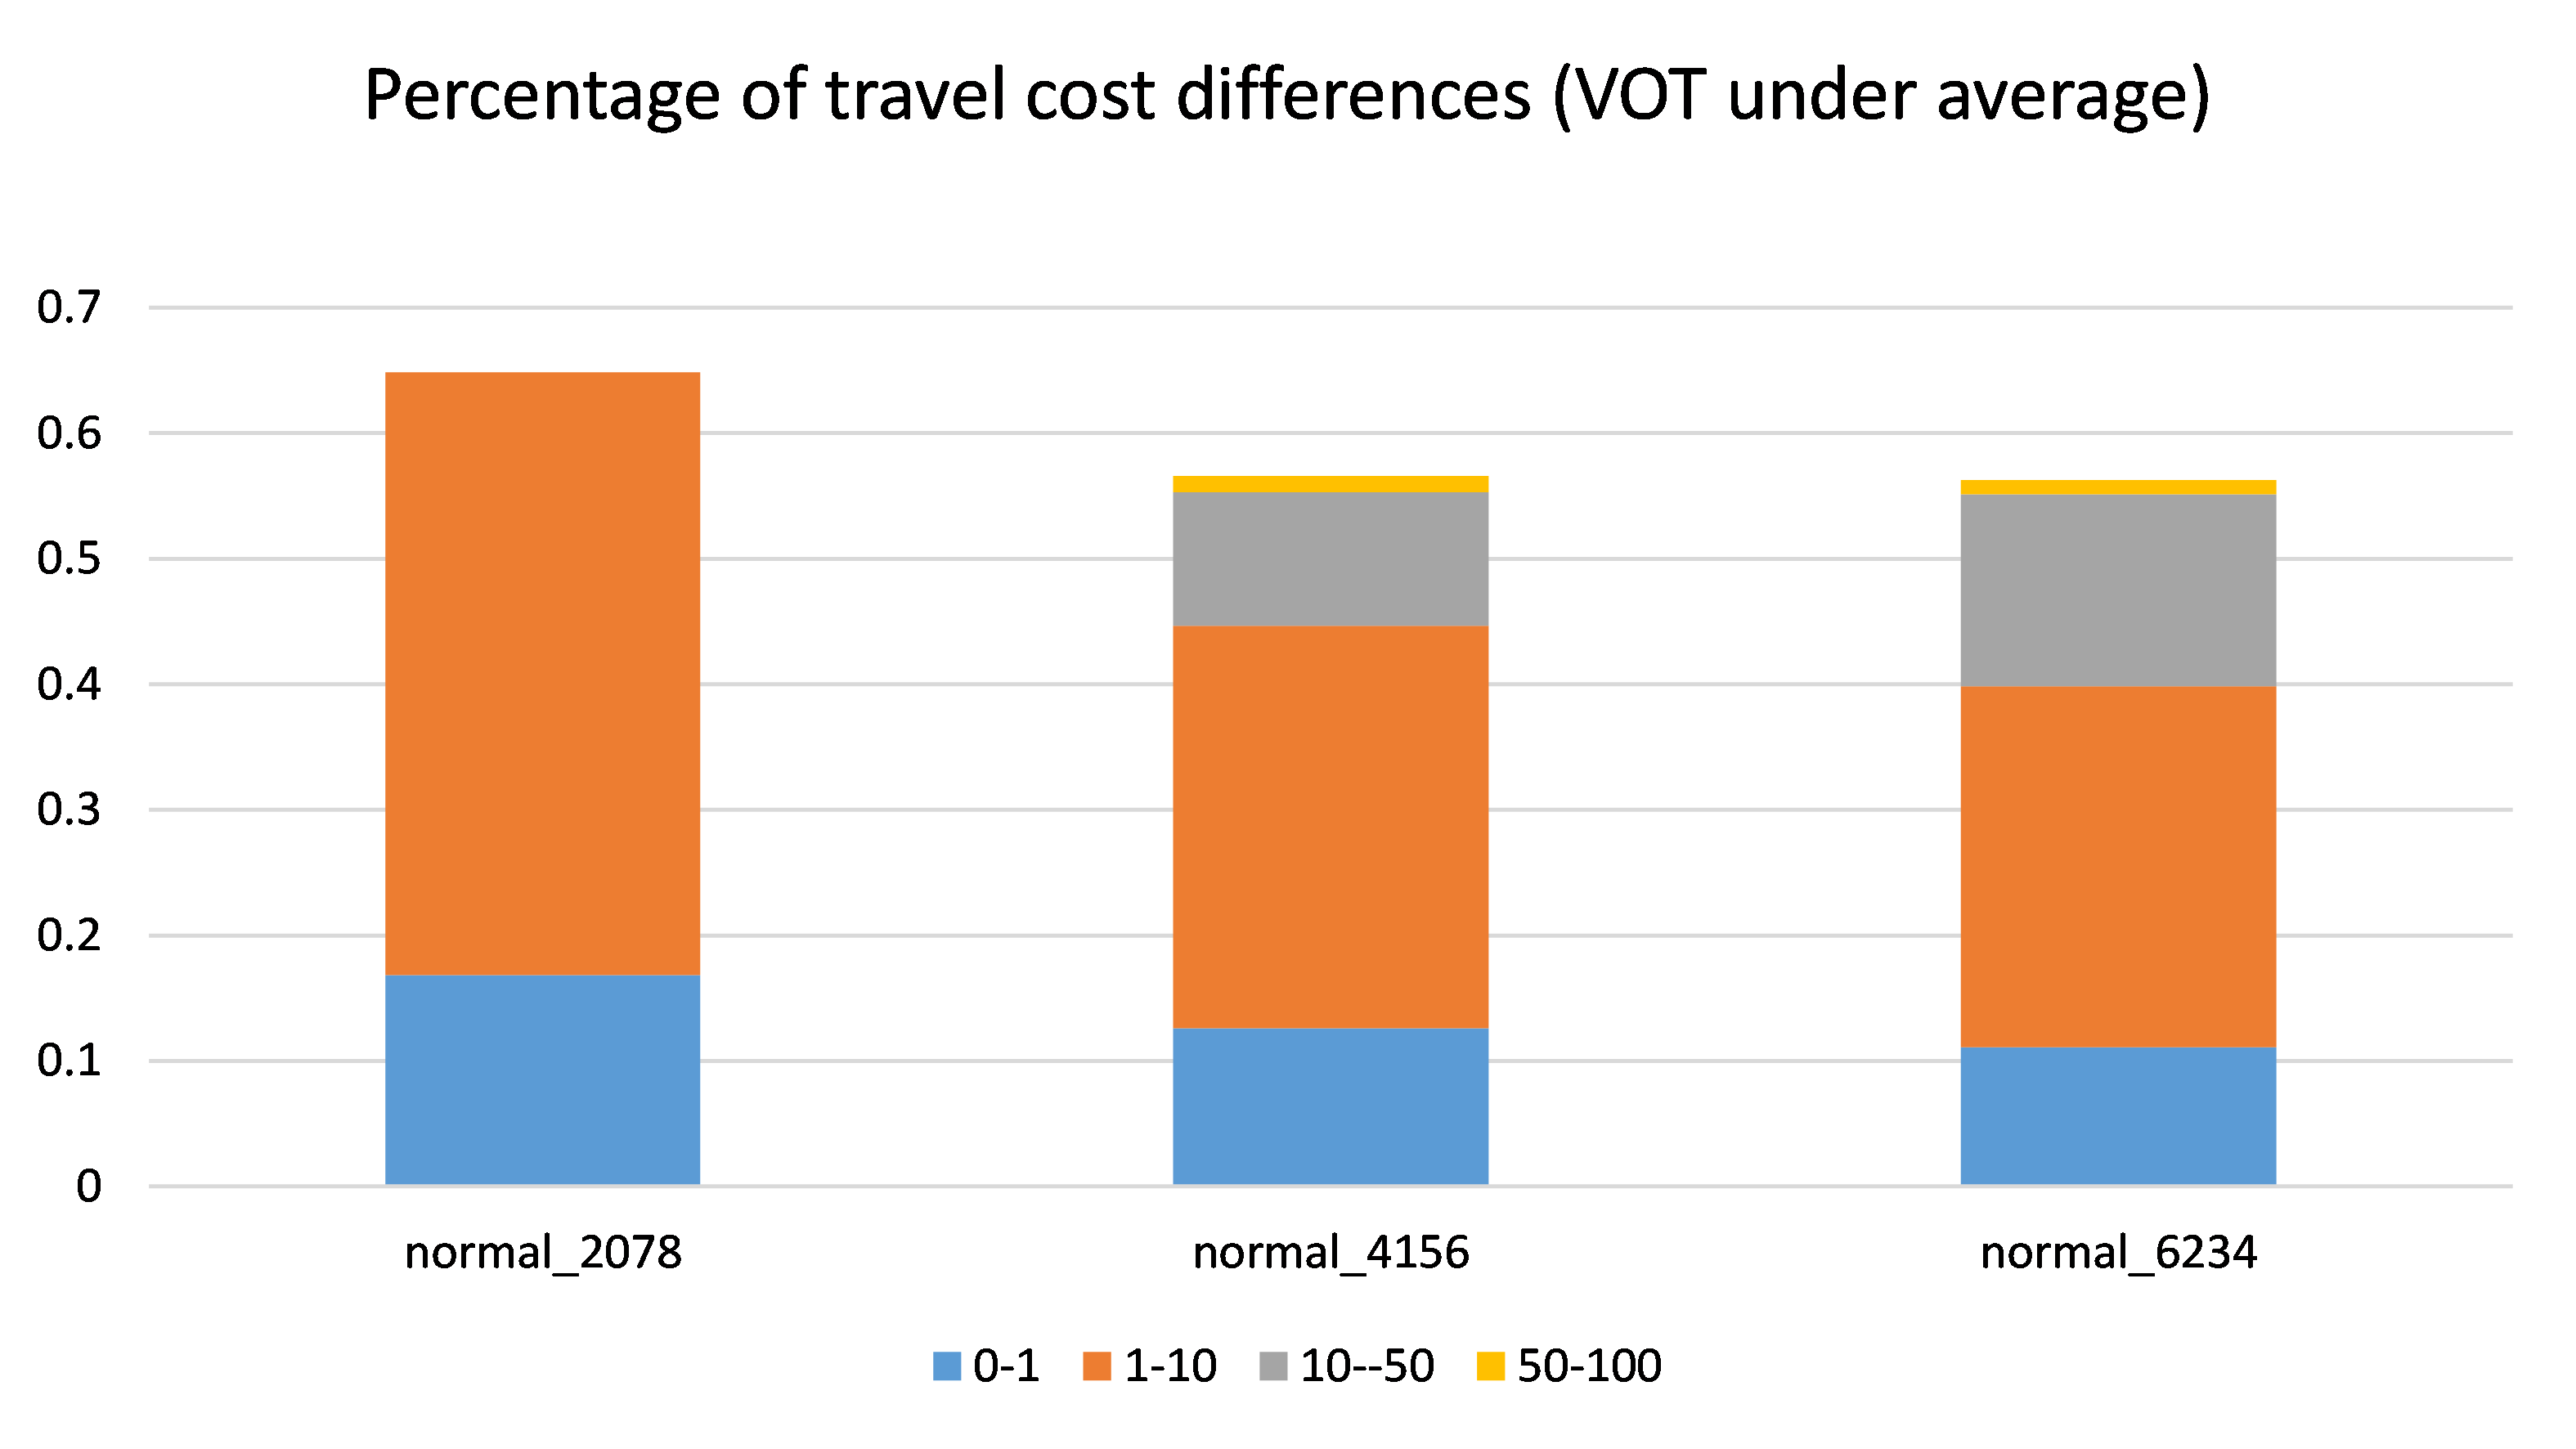 Percentage of travel cost differences (VOT under average)
0.7
0.6
0.5
0.4
0.3
0.2
0.1
0
normal_2078 normal_4156 normal_6234
0-1 1-10 10--50 50-100